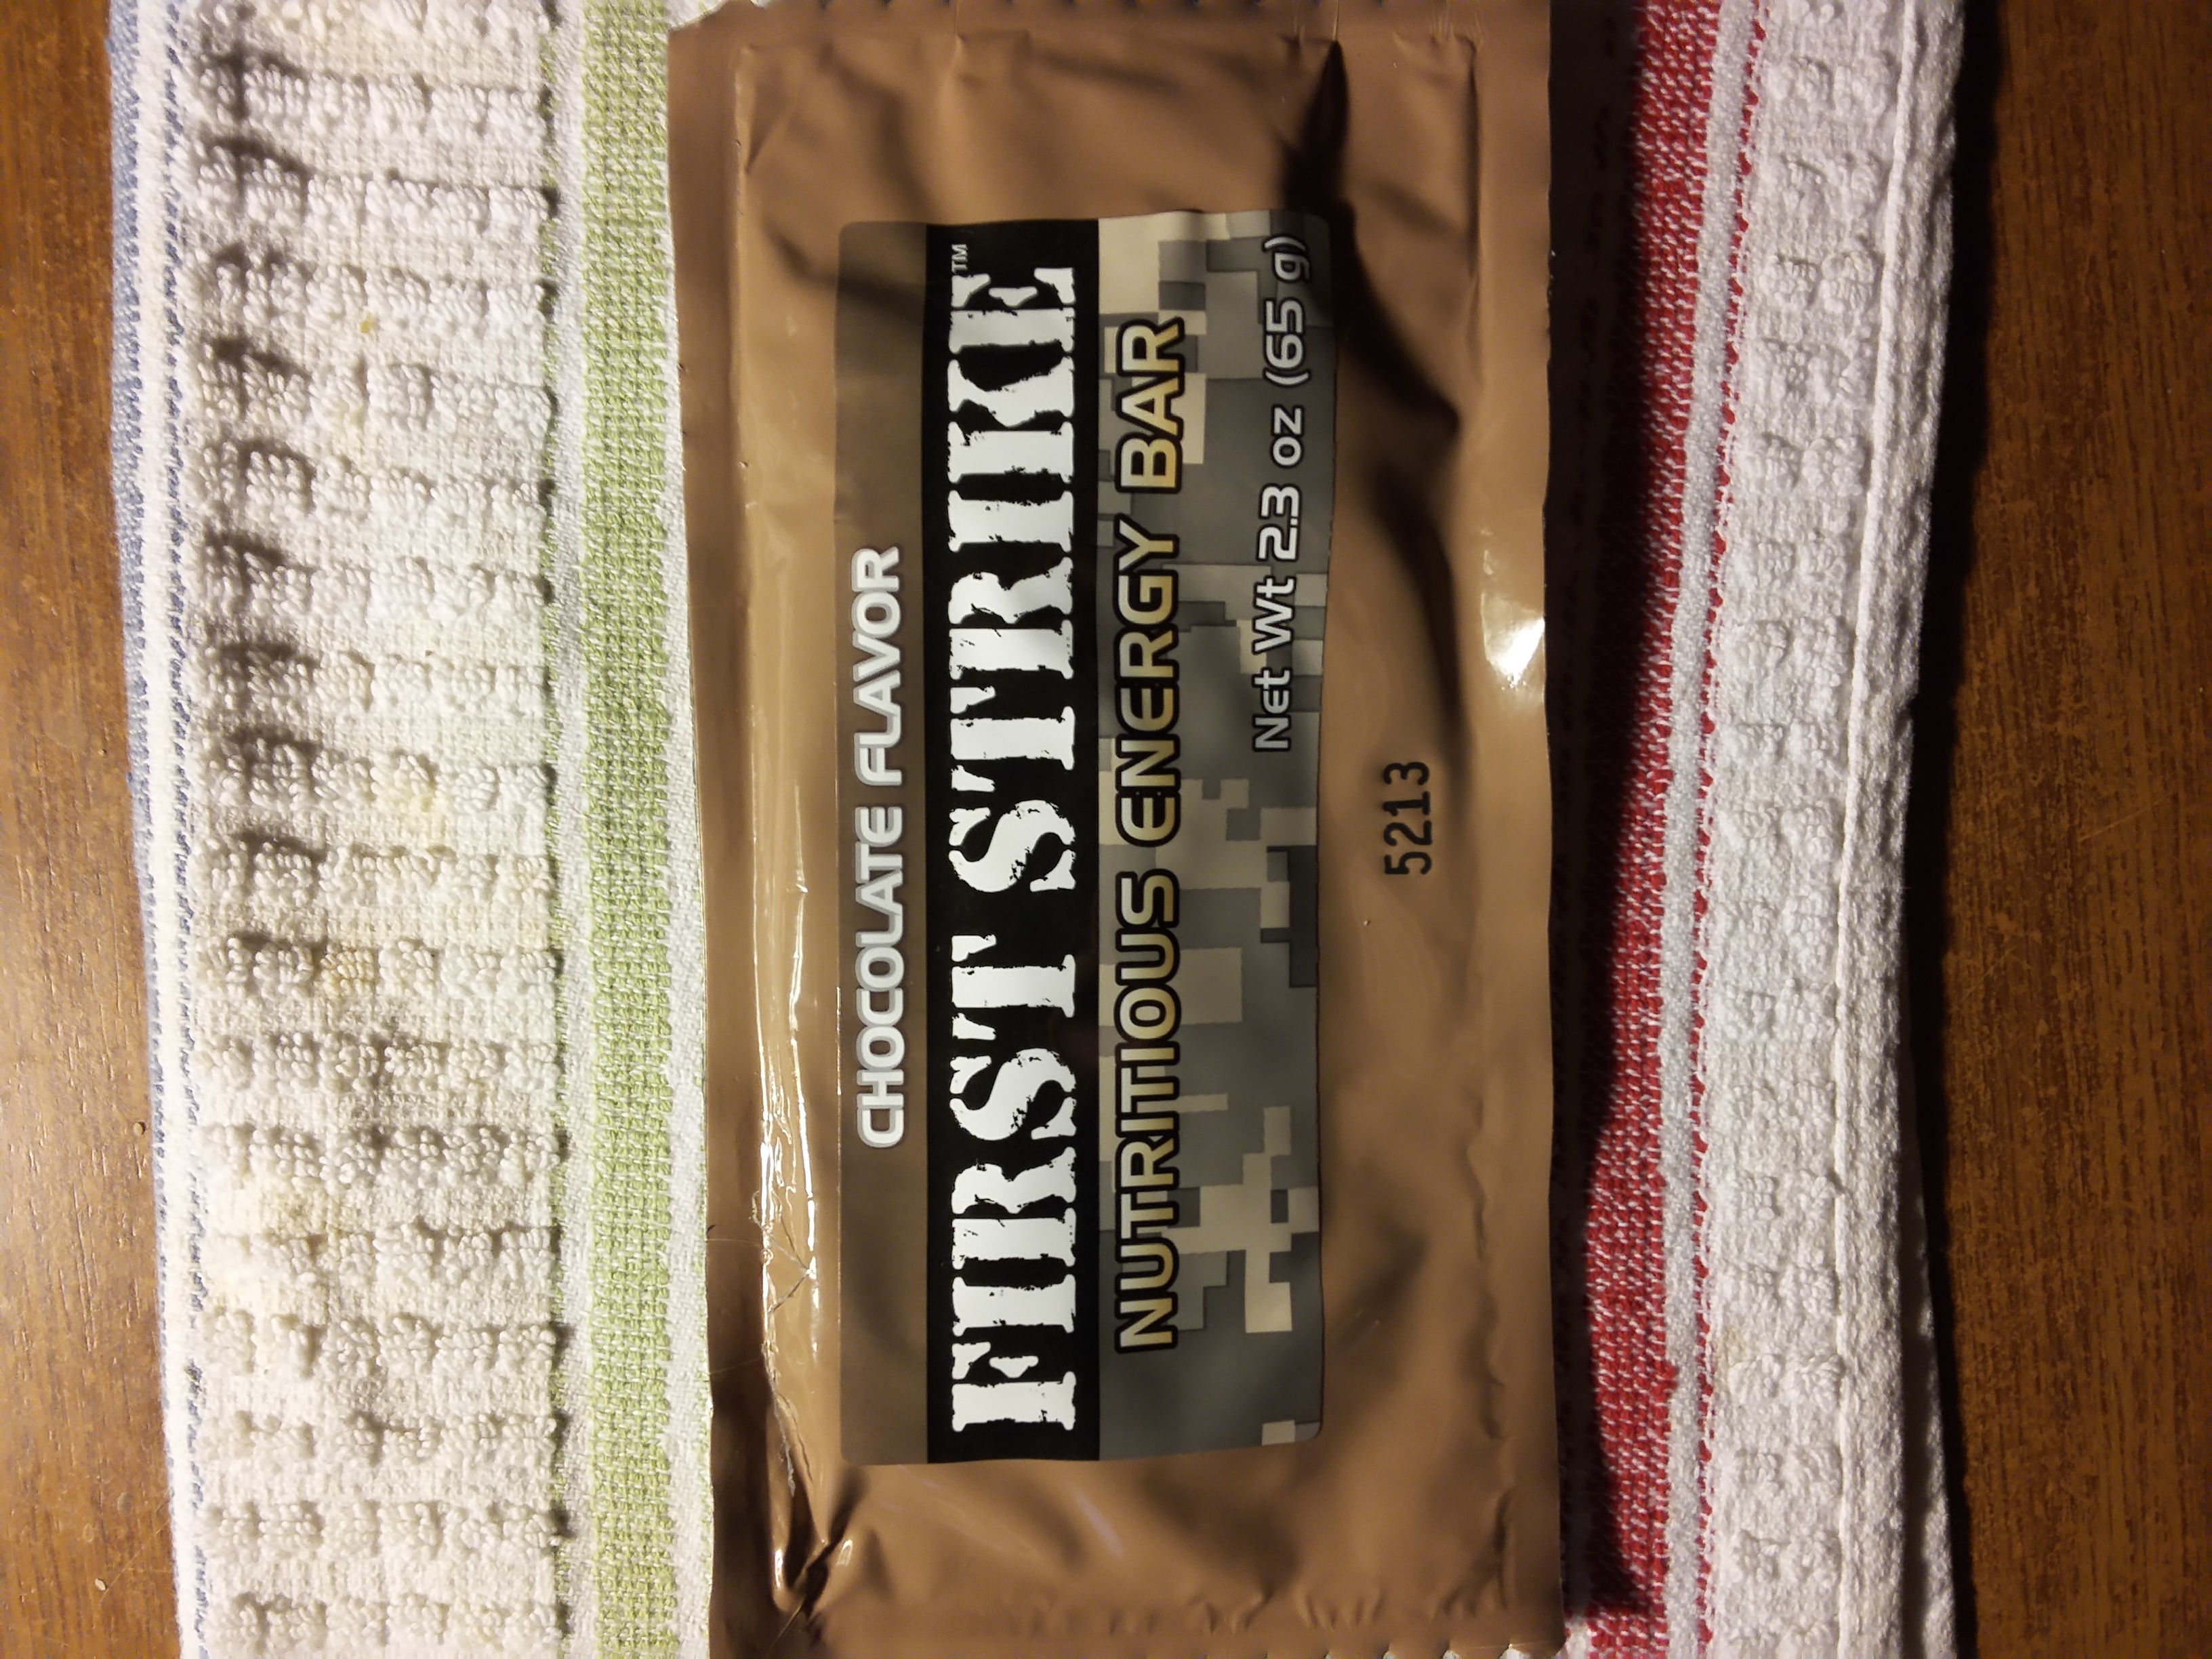 CHOCOLATE FLAVOR
FIRST STRIKE™
NUTRITIOUS ENERGY BAR
Net Wt 2.3 oz (65 g)
5213